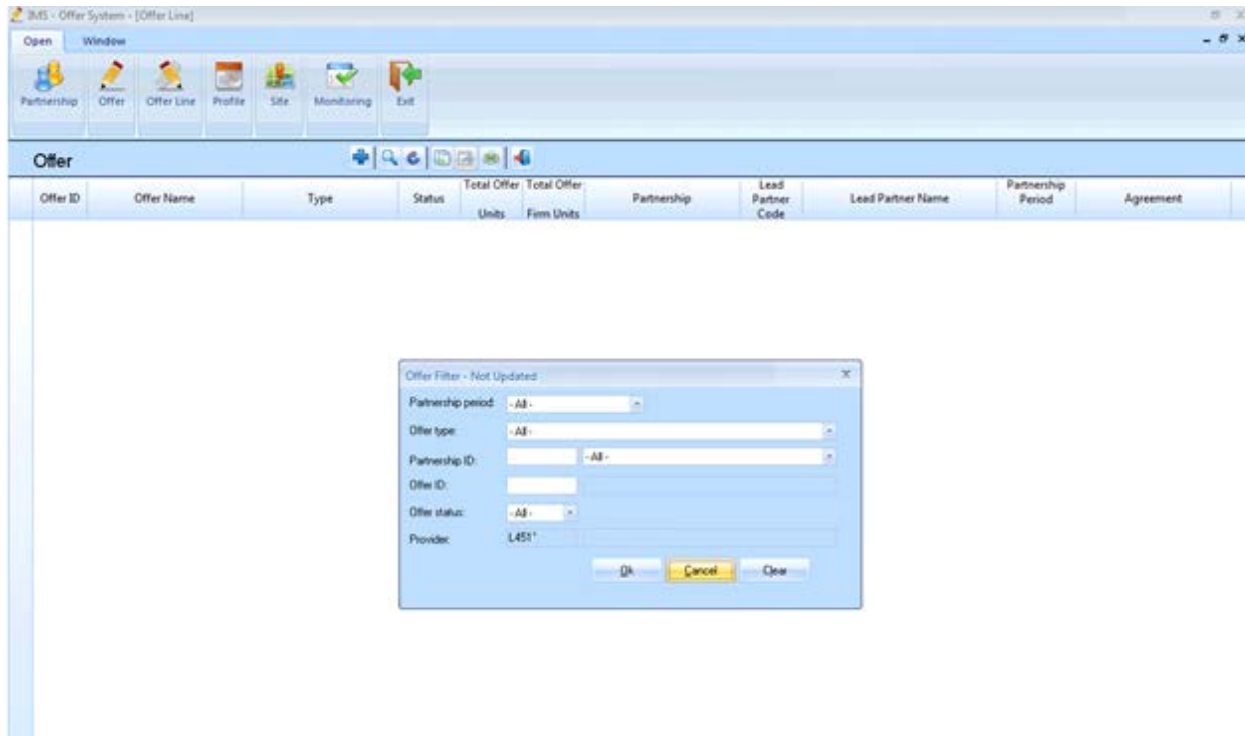 IMS - Offer System - [Offer Line]
Open Window
Partnership Offer Offer Line Profile Site Monitoring Exit
Offer
Offer ID Offer Name Type Status Total Offer Units Total Offer Firm Units Partnership Lead Partner Code Lead Partner Name Partnership Period Agreement
Offer Filter - Not Updated
Partnership period: - All -
Offer type: - All -
Partnership ID: - All -
Offer ID:
Offer status: - All -
Provider: L451*
Ok Cancel Clear